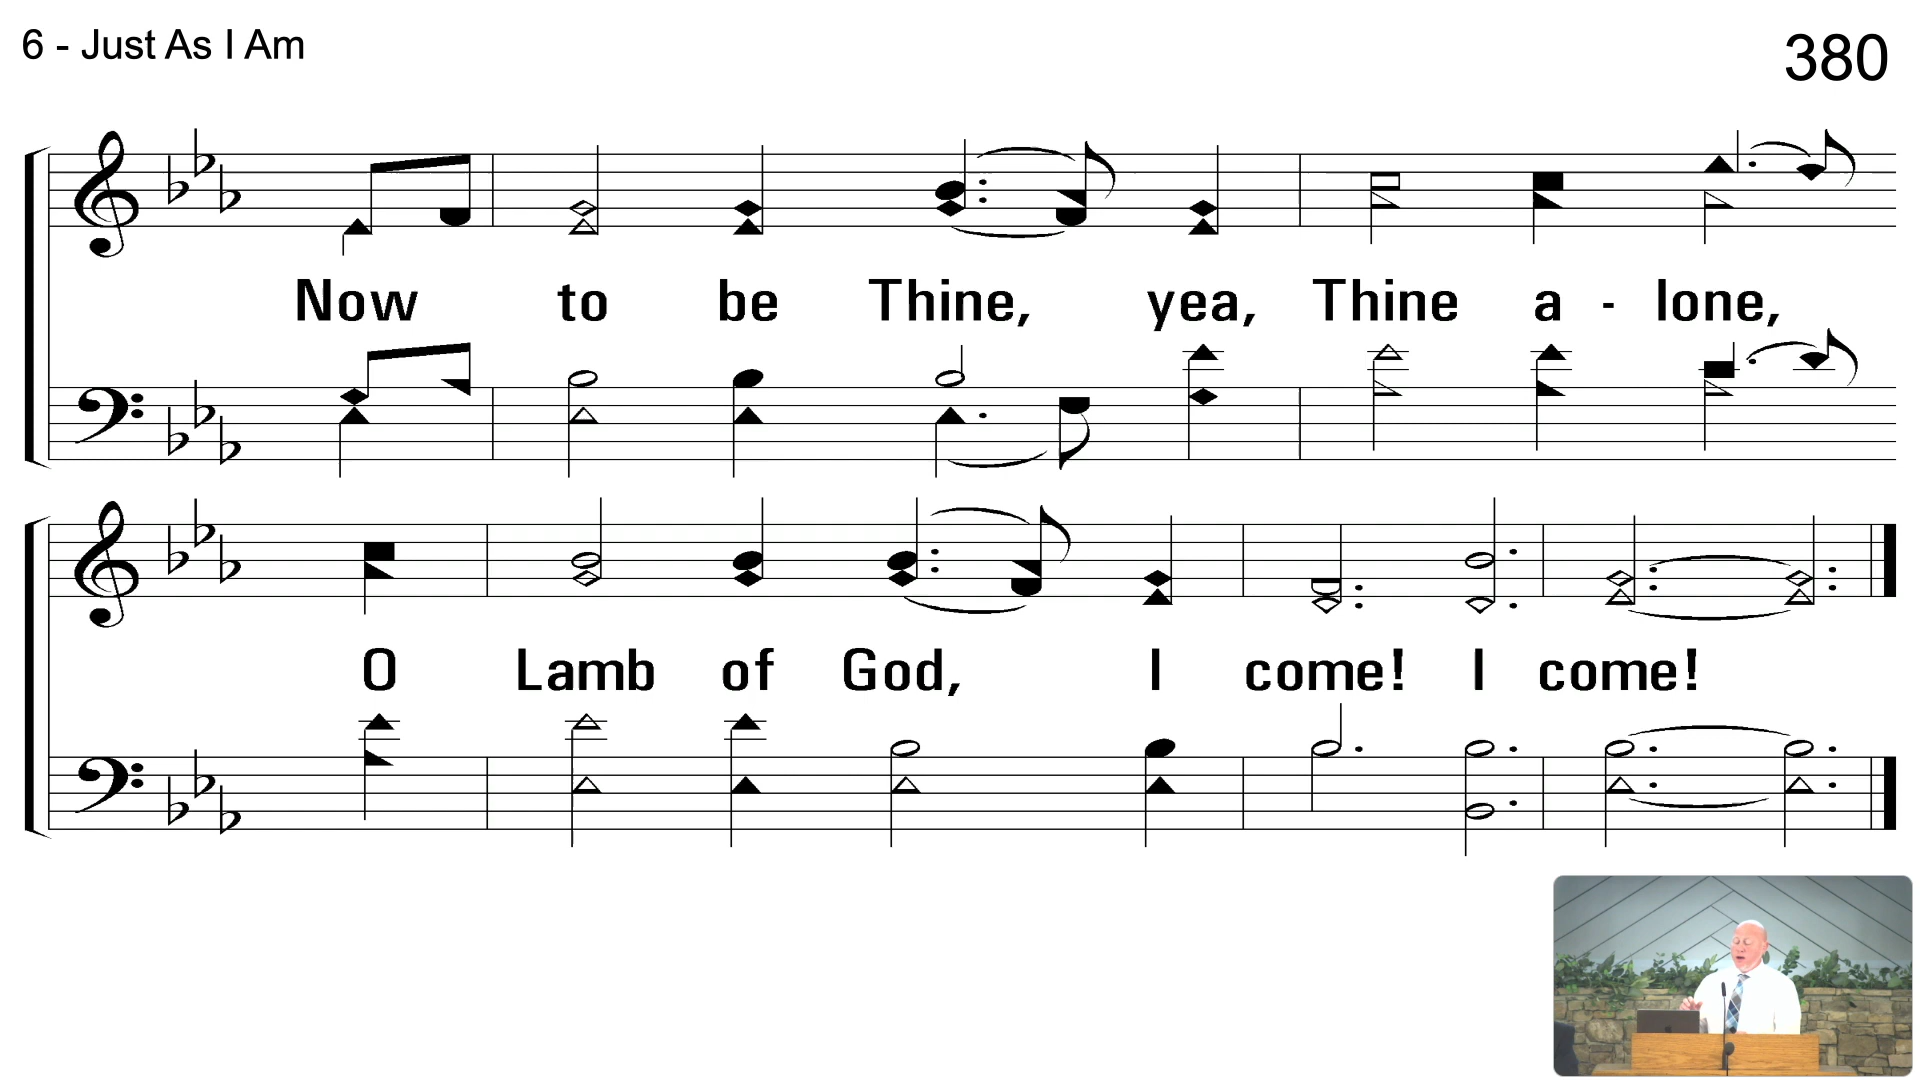 6 - Just As I Am
380
Now to be Thine, yea, Thine a - lone,
O Lamb of God, I come! I come!